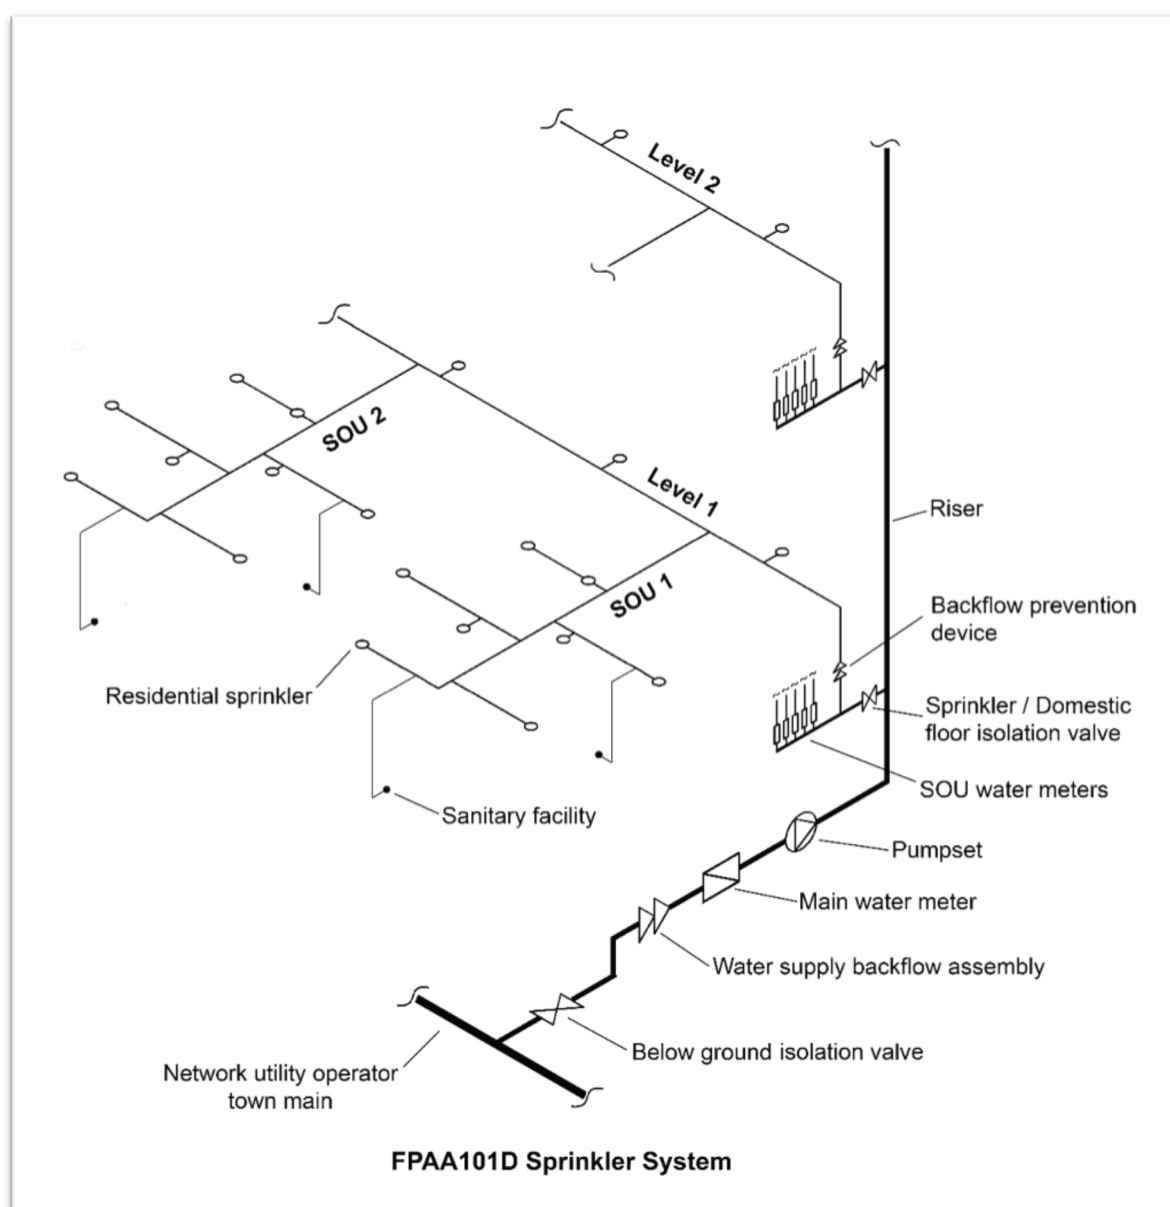 Level 2
SOU 2
Level 1
Riser
SOU 1
Backflow prevention
device
Residential sprinkler
Sprinkler / Domestic
floor isolation valve
SOU water meters
Sanitary facility
Pumpset
Main water meter
Water supply backflow assembly
Below ground isolation valve
Network utility operator
town main
FPAA101D Sprinkler System